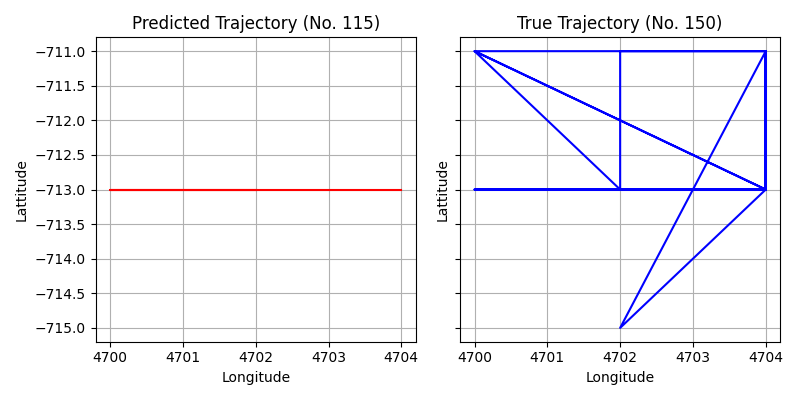 Predicted Trajectory (No. 115)
True Trajectory (No. 150)
−711.0
−711.5
−712.0
−712.5
−713.0
−713.5
−714.0
−714.5
−715.0
Lattitude
Lattitude
4700 4701 4702 4703 4704
4700 4701 4702 4703 4704
Longitude
Longitude